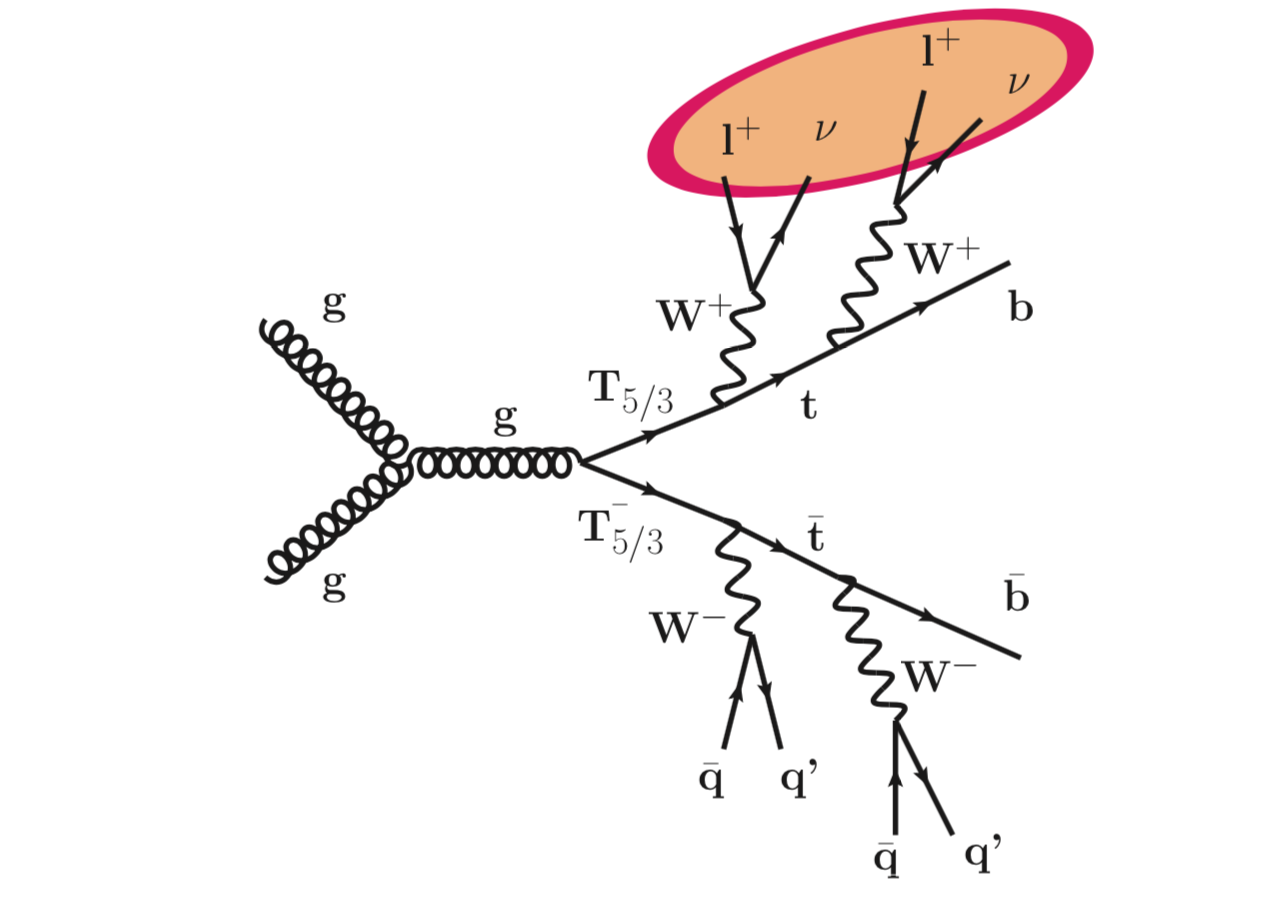 l⁺
ν
l⁺ ν
W⁺
g
W⁺
b
T₅/₃
t
g
T̄₅/₃
t̄
g
b̄
W⁻
W⁻
q̄ q’
q̄ q’